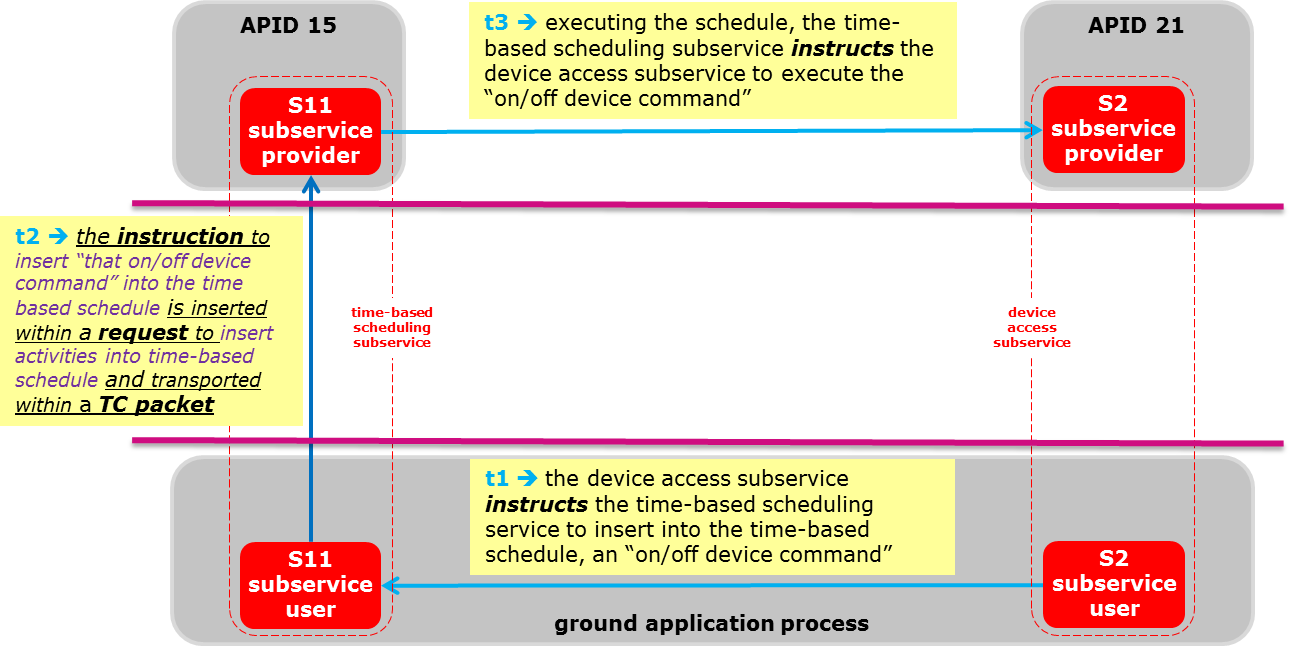 APID 15
t3 ➔ executing the schedule, the time-
based scheduling subservice instructs the
device access subservice to execute the
“on/off device command”
APID 21
S11
subservice
provider
S2
subservice
provider
t2 ➔ the instruction to
insert “that on/off device
command” into the time
based schedule is inserted
within a request to insert
activities into time-based
schedule and transported
within a TC packet
time-based
scheduling
subservice
device
access
subservice
t1 ➔ the device access subservice
instructs the time-based scheduling
service to insert into the time-based
schedule, an “on/off device command”
S11
subservice
user
S2
subservice
user
ground application process